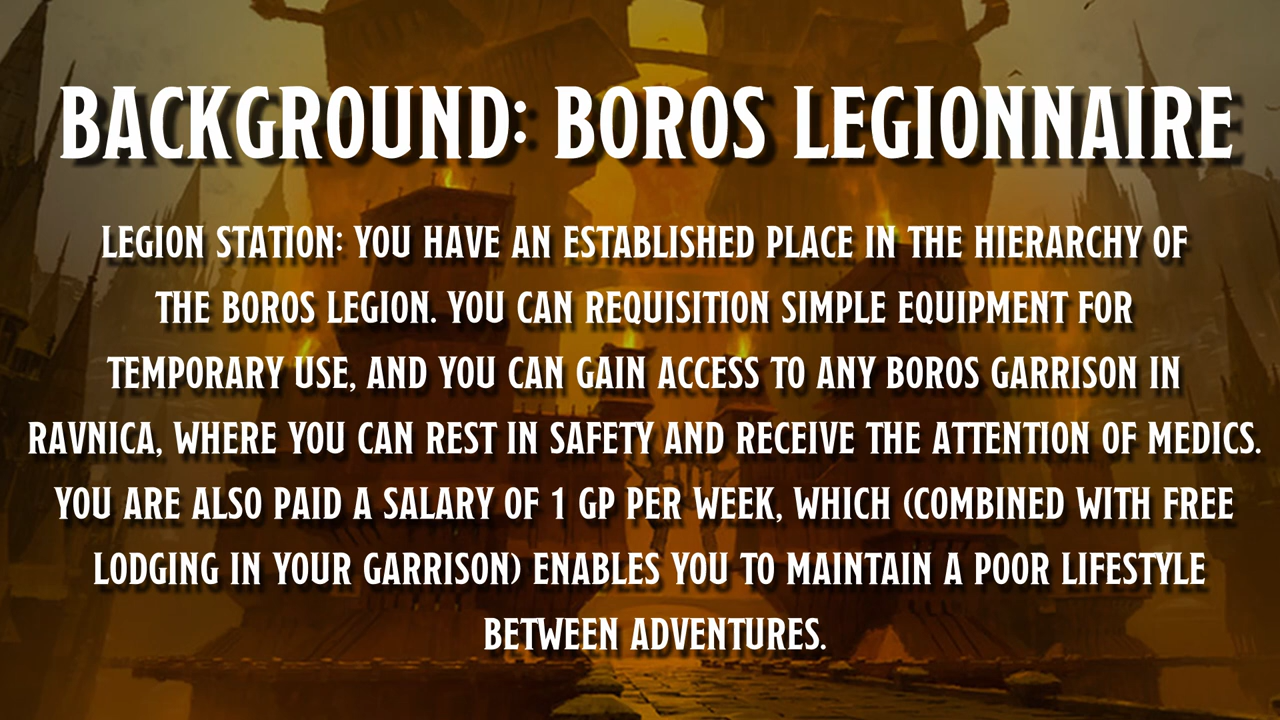 BACKGROUND: BOROS LEGIONNAIRE
LEGION STATION: YOU HAVE AN ESTABLISHED PLACE IN THE HIERARCHY OF
THE BOROS LEGION. YOU CAN REQUISITION SIMPLE EQUIPMENT FOR
TEMPORARY USE, AND YOU CAN GAIN ACCESS TO ANY BOROS GARRISON IN
RAVNICA, WHERE YOU CAN REST IN SAFETY AND RECEIVE THE ATTENTION OF MEDICS.
YOU ARE ALSO PAID A SALARY OF 1 GP PER WEEK, WHICH (COMBINED WITH FREE
LODGING IN YOUR GARRISON) ENABLES YOU TO MAINTAIN A POOR LIFESTYLE
BETWEEN ADVENTURES.